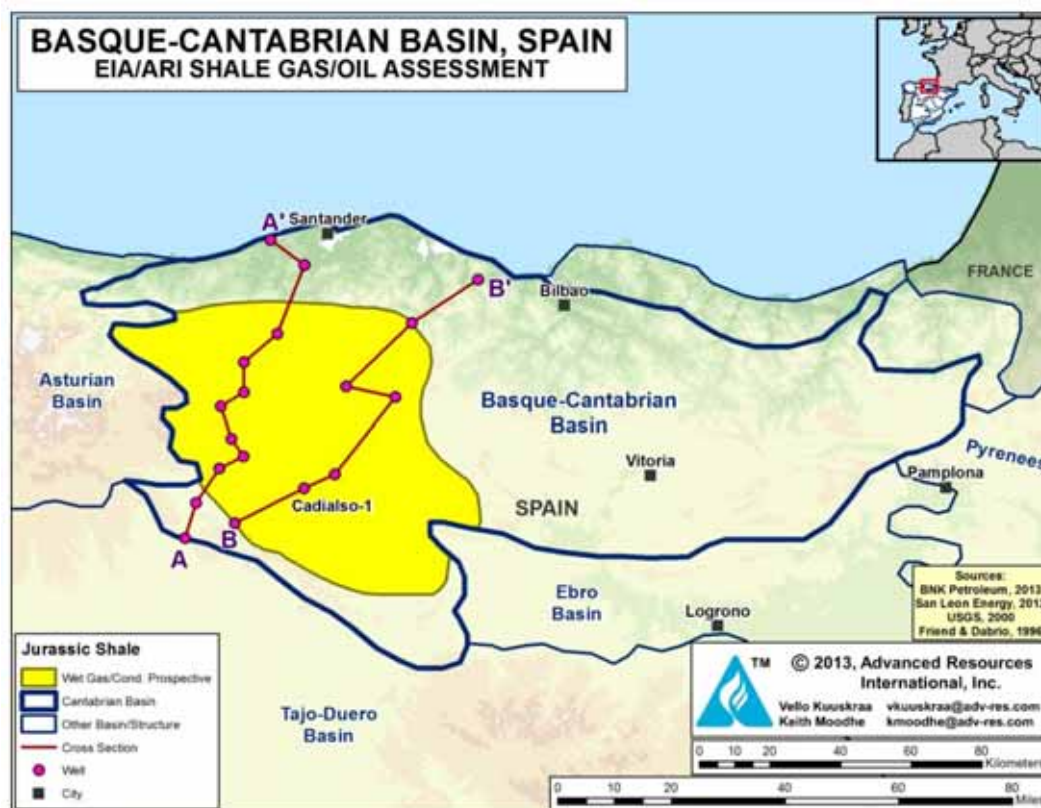 BASQUE-CANTABRIAN BASIN, SPAIN
EIA/ARI SHALE GAS/OIL ASSESSMENT
A'
Santander
B'
Bilbao
FRANCE
Asturian
Basin
Basque-Cantabrian
Basin
Vitoria
Pamplona
Pyrenees
Cadialso-1
SPAIN
A
B
Ebro
Basin
Logrono
Tajo-Duero
Basin
Sources:
BNK Petroleum, 2013
San Leon Energy, 2013
USGS, 2000
Friend & Dabrio, 1996
Jurassic Shale
Wet Gas/Cond. Prospective
Cantabrian Basin
Other Basin/Structure
Cross Section
Well
City
TM
© 2013, Advanced Resources
International, Inc.
Vello Kuuskraa vkuuskraa@adv-res.com
Keith Moodhe kmoodhe@adv-res.com
0 5 10 20 40 60 80
Kilometers
0 5 10 20 40 60 80
Miles